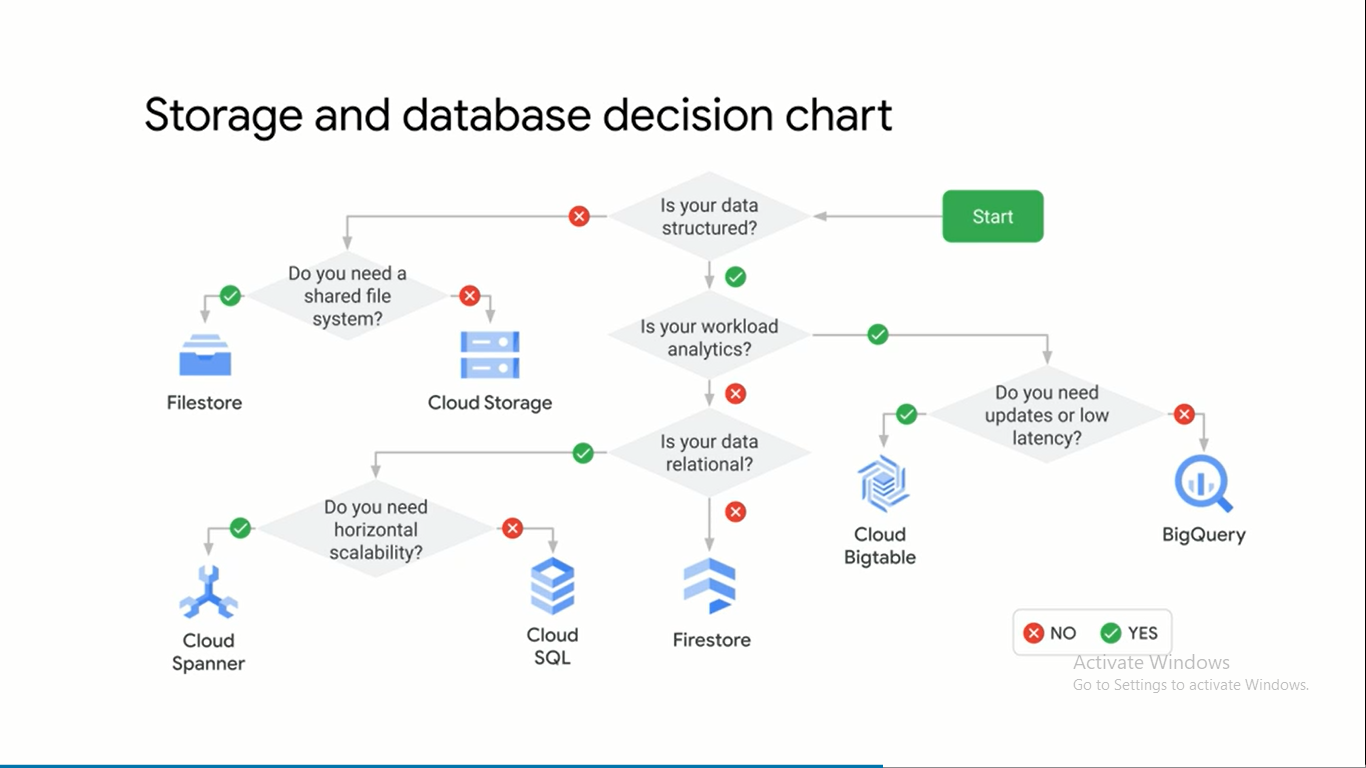 Storage and database decision chart
Start
Is your data
structured?
Do you need a
shared file
system?
Filestore
Cloud Storage
Is your workload
analytics?
Do you need
updates or low
latency?
Cloud
Bigtable
BigQuery
Is your data
relational?
Do you need
horizontal
scalability?
Cloud
Spanner
Cloud
SQL
Firestore
NO YES
Activate Windows
Go to Settings to activate Windows.